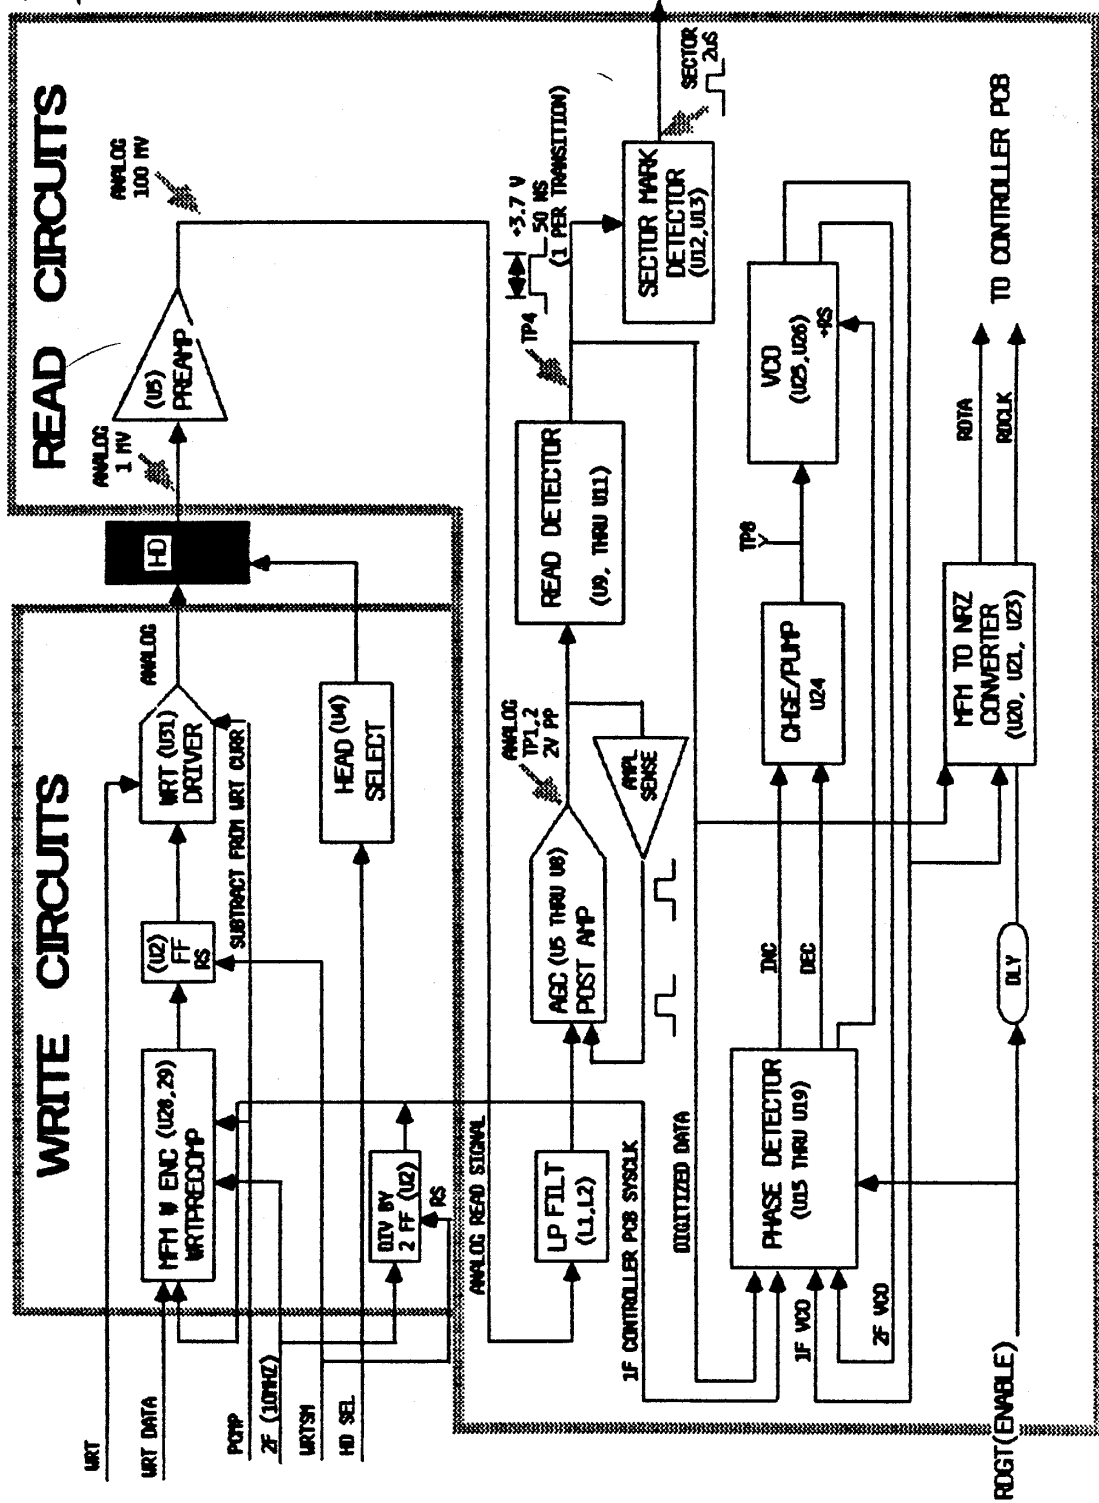 WRITE CIRCUITS
READ CIRCUITS
WRT
WRT DATA
PCMP
2F (10MHZ)
WRTSM
HD SEL
MFM W ENC (U28,29)
WRTPRECOMP
(U2)
FF
RS
WRT (U31)
DRIVER
ANALOG
SUBTRACT FROM WRT CURR
DIV BY
2 FF (U2)
RS
HEAD (U4)
SELECT
HD
ANALOG
1 MV
(U5)
PREAMP
ANALOG
100 MV
ANALOG READ SIGNAL
LP FILT
(L1,L2)
AGC (U5 THRU U8)
POST AMP
ANALOG
TP1,2
2V PP
AMPL
SENSE
READ DETECTOR
(U9, THRU U11)
TP4
+3.7 V
50 NS
(1 PER TRANSITION)
SECTOR MARK
DETECTOR
(U12,U13)
SECTOR
2US
1F CONTROLLER PCB SYSCLK
DIGITIZED DATA
PHASE DETECTOR
(U15 THRU U19)
1F VCO
2F VCO
INC
DEC
CHGE/PUMP
U24
TP8
VCO
(U25,U26)
+RS
RDGT(ENABLE)
DLY
MFM TO NRZ
CONVERTER
(U20, U21, U23)
RDTA
RDCLK
TO CONTROLLER PCB